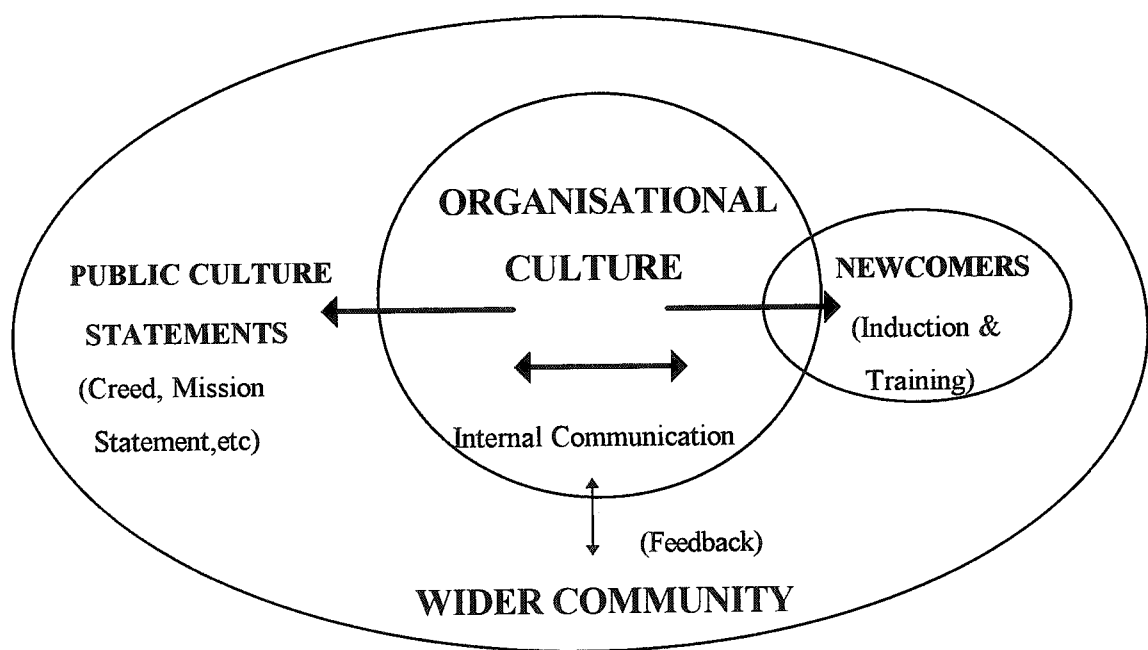 ORGANISATIONAL
CULTURE
PUBLIC CULTURE
STATEMENTS
(Creed, Mission
Statement,etc)
NEWCOMERS
(Induction &
Training)
Internal Communication
(Feedback)
WIDER COMMUNITY